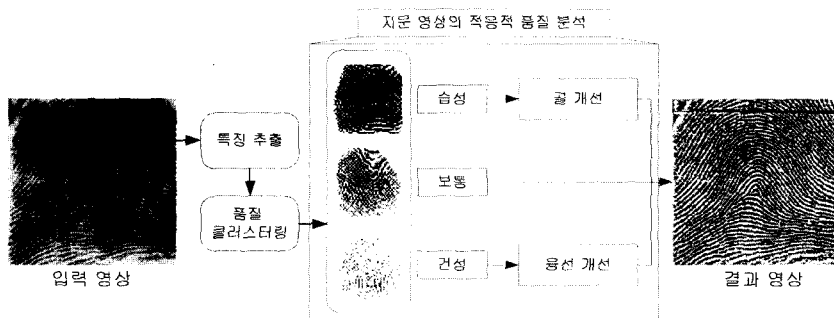 지문 영상의 적응적 품질 분석
습성
골 개선
특징 추출
보통
품질
클러스터링
건성
융선 개선
입력 영상
결과 영상